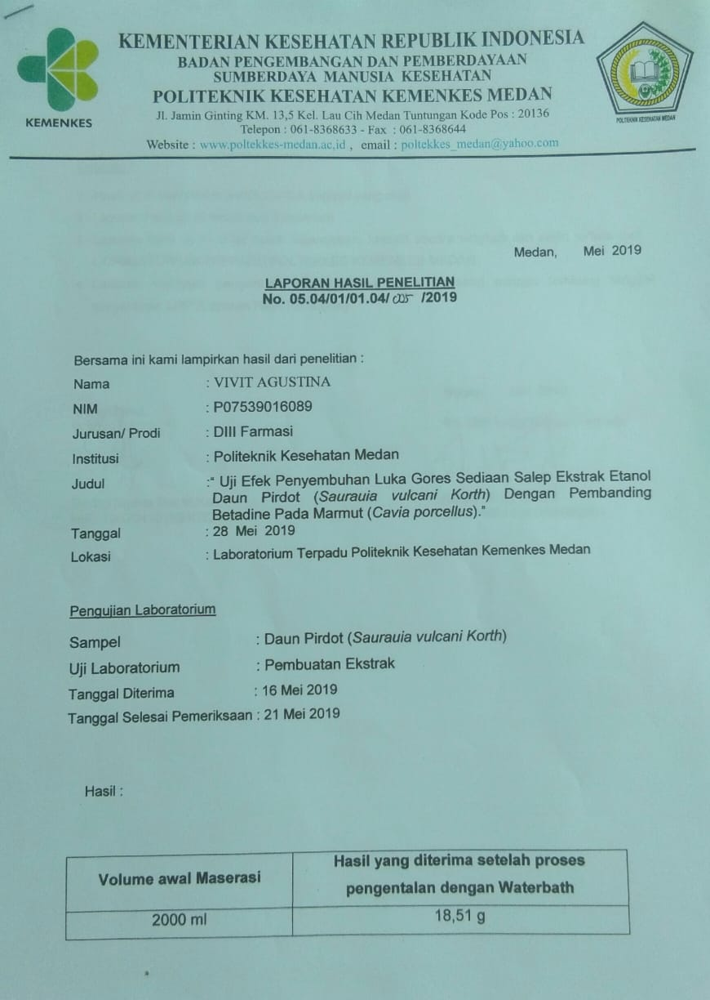 KEMENTERIAN KESEHATAN REPUBLIK INDONESIA
BADAN PENGEMBANGAN DAN PEMBERDAYAAN
SUMBERDAYA MANUSIA KESEHATAN
POLITEKNIK KESEHATAN KEMENKES MEDAN
Jl. Jamin Ginting KM. 13,5 Kel. Lau Cih Medan Tuntungan Kode Pos : 20136
Telepon : 061-8368633 - Fax : 061-8368644
Website : www.poltekkes-medan.ac,id , email : poltekkes_medan@yahoo.com
KEMENKES
POLITEKNIK KESEHATAN MEDAN
Medan, Mei 2019
LAPORAN HASIL PENELITIAN
No. 05.04/01/01.04/ 005 /2019
Bersama ini kami lampirkan hasil dari penelitian :
Nama : VIVIT AGUSTINA
NIM : P07539016089
Jurusan/ Prodi : DIII Farmasi
Institusi : Politeknik Kesehatan Medan
Judul :“ Uji Efek Penyembuhan Luka Gores Sediaan Salep Ekstrak Etanol
Daun Pirdot (Saurauia vulcani Korth) Dengan Pembanding
Betadine Pada Marmut (Cavia porcellus).”
Tanggal : 28 Mei 2019
Lokasi : Laboratorium Terpadu Politeknik Kesehatan Kemenkes Medan
Pengujian Laboratorium
Sampel : Daun Pirdot (Saurauia vulcani Korth)
Uji Laboratorium : Pembuatan Ekstrak
Tanggal Diterima : 16 Mei 2019
Tanggal Selesai Pemeriksaan : 21 Mei 2019
Hasil :
Volume awal Maserasi
Hasil yang diterima setelah proses
pengentalan dengan Waterbath
2000 ml
18,51 g